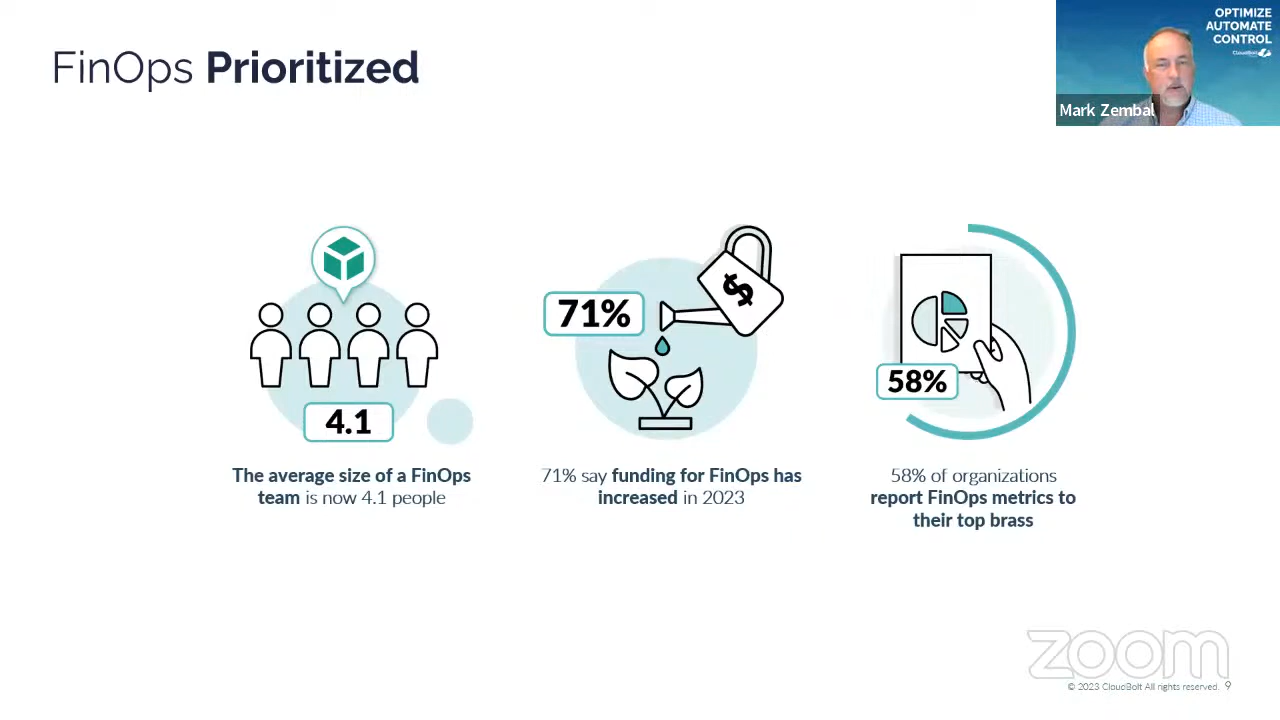 FinOps Prioritized
OPTIMIZE
AUTOMATE
CONTROL
CloudBolt
Mark Zembal
4.1
The average size of a FinOps
team is now 4.1 people
71%
$
71% say funding for FinOps has
increased in 2023
58%
58% of organizations
report FinOps metrics to
their top brass
zoom
© 2023 CloudBolt All rights reserved. 9